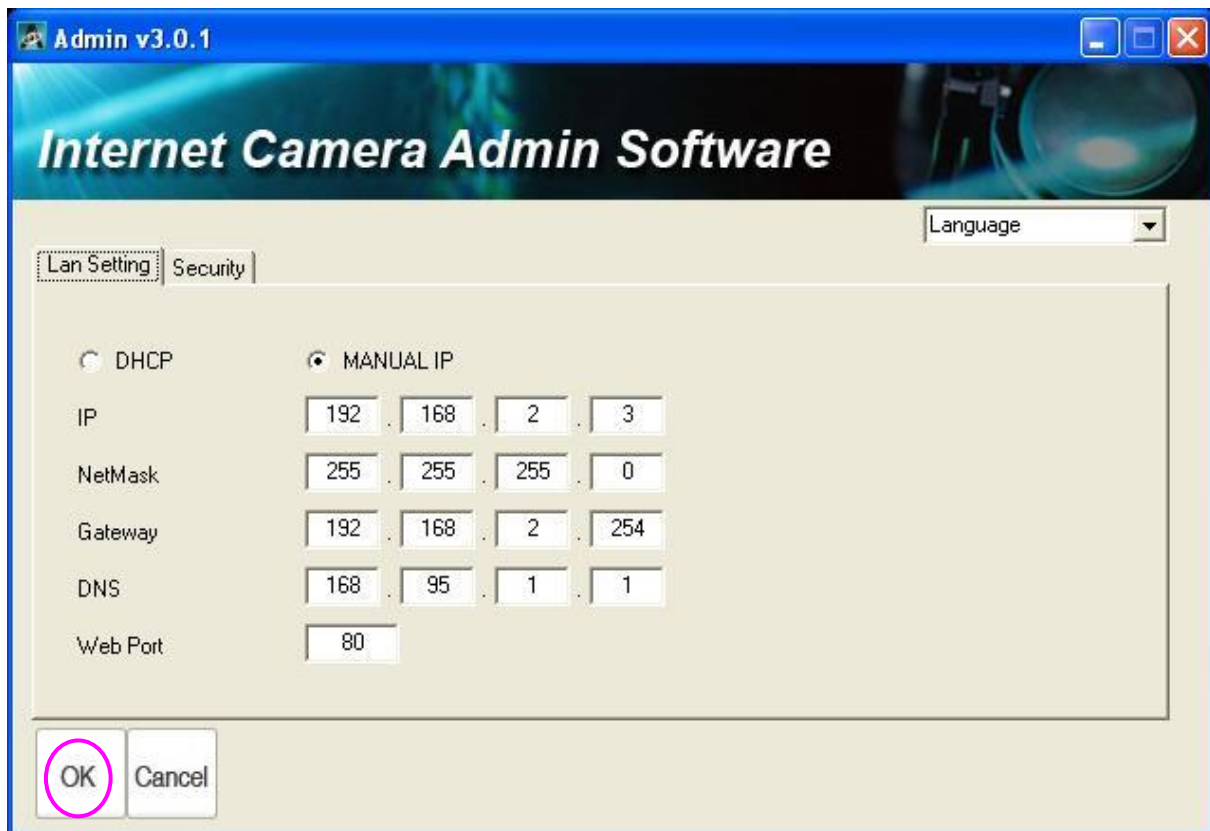 Admin v3.0.1
Internet Camera Admin Software
Language
Lan Setting Security
DHCP MANUAL IP
IP 192 . 168 . 2 . 3
NetMask 255 . 255 . 255 . 0
Gateway 192 . 168 . 2 . 254
DNS 168 . 95 . 1 . 1
Web Port 80
OK Cancel